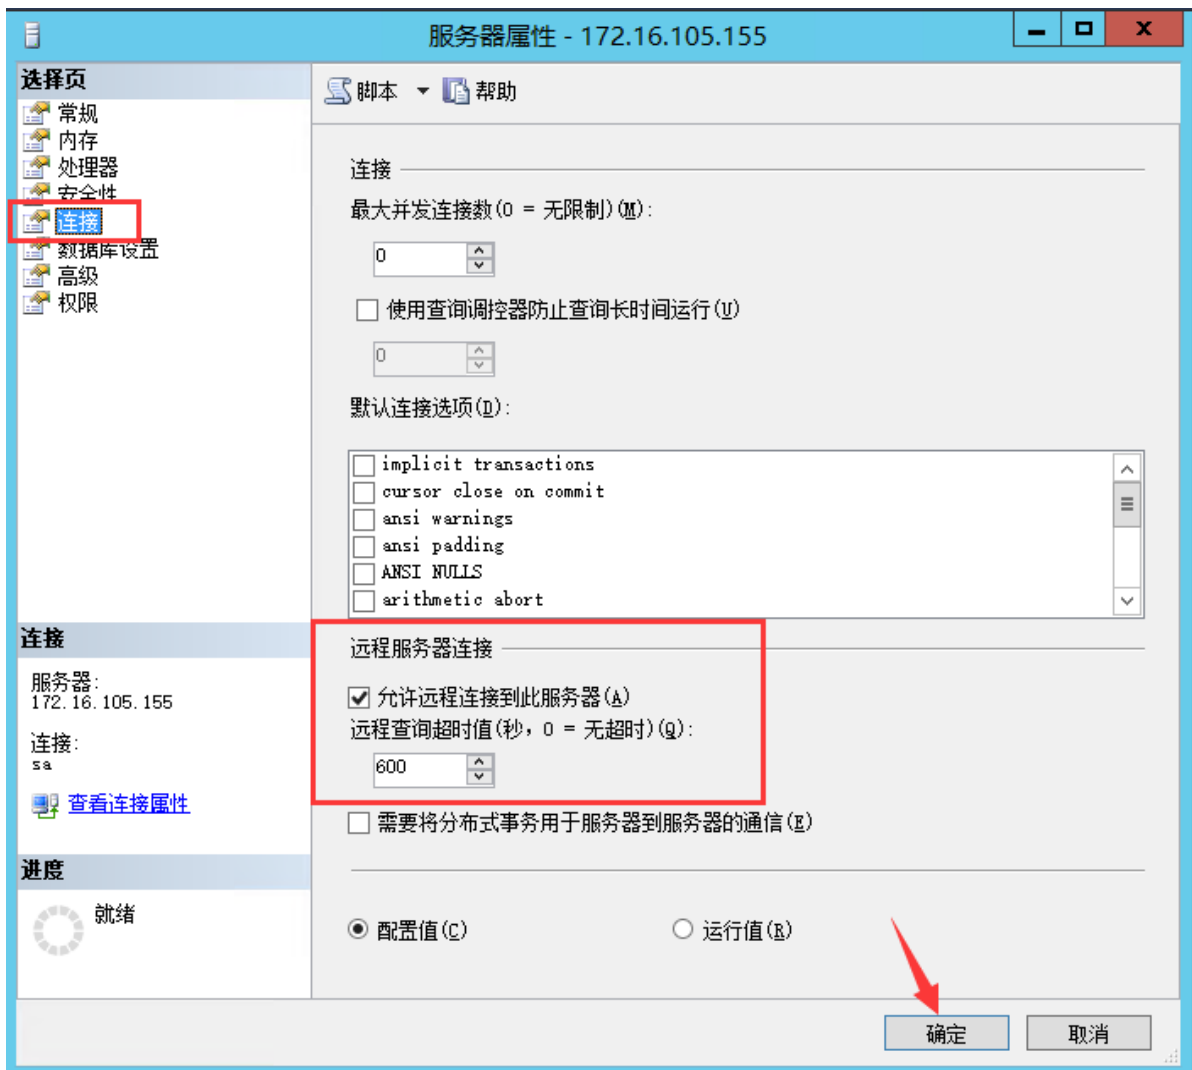 服务器属性 - 172.16.105.155
选择页
常规
内存
处理器
安全性
连接
数据库设置
高级
权限
脚本 帮助
连接
最大并发连接数(0 = 无限制)(M):
0
使用查询调控器防止查询长时间运行(U)
0
默认连接选项(D):
implicit transactions
cursor close on commit
ansi warnings
ansi padding
ANSI NULLS
arithmetic abort
远程服务器连接
允许远程连接到此服务器(A)
远程查询超时值(秒, 0 = 无超时)(Q):
600
需要将分布式事务用于服务器到服务器的通信(E)
配置值(C) 运行值(R)
连接
服务器:
172.16.105.155
连接:
sa
查看连接属性
进度
就绪
确定 取消